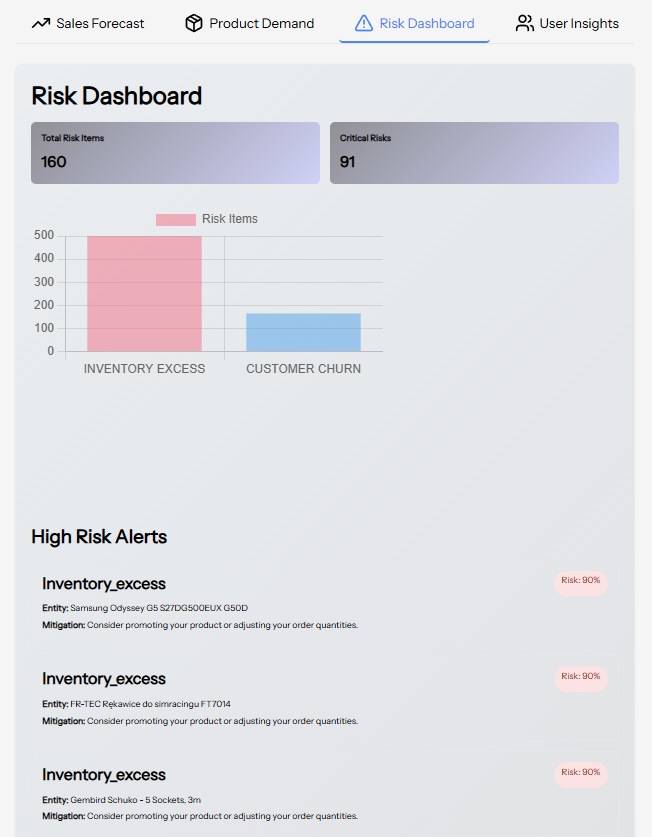 Sales Forecast Product Demand Risk Dashboard User Insights
Risk Dashboard
Total Risk Items
160
Critical Risks
91
Risk Items
500
400
300
200
100
0
INVENTORY EXCESS CUSTOMER CHURN
High Risk Alerts
Inventory_excess
Risk: 90%
Entity: Samsung Odyssey G5 S27DG500EUX G50D
Mitigation: Consider promoting your product or adjusting your order quantities.
Inventory_excess
Risk: 90%
Entity: FR-TEC Rękawice do simracingu FT7014
Mitigation: Consider promoting your product or adjusting your order quantities.
Inventory_excess
Risk: 90%
Entity: Gembird Schuko - 5 Sockets, 3m
Mitigation: Consider promoting your product or adjusting your order quantities.